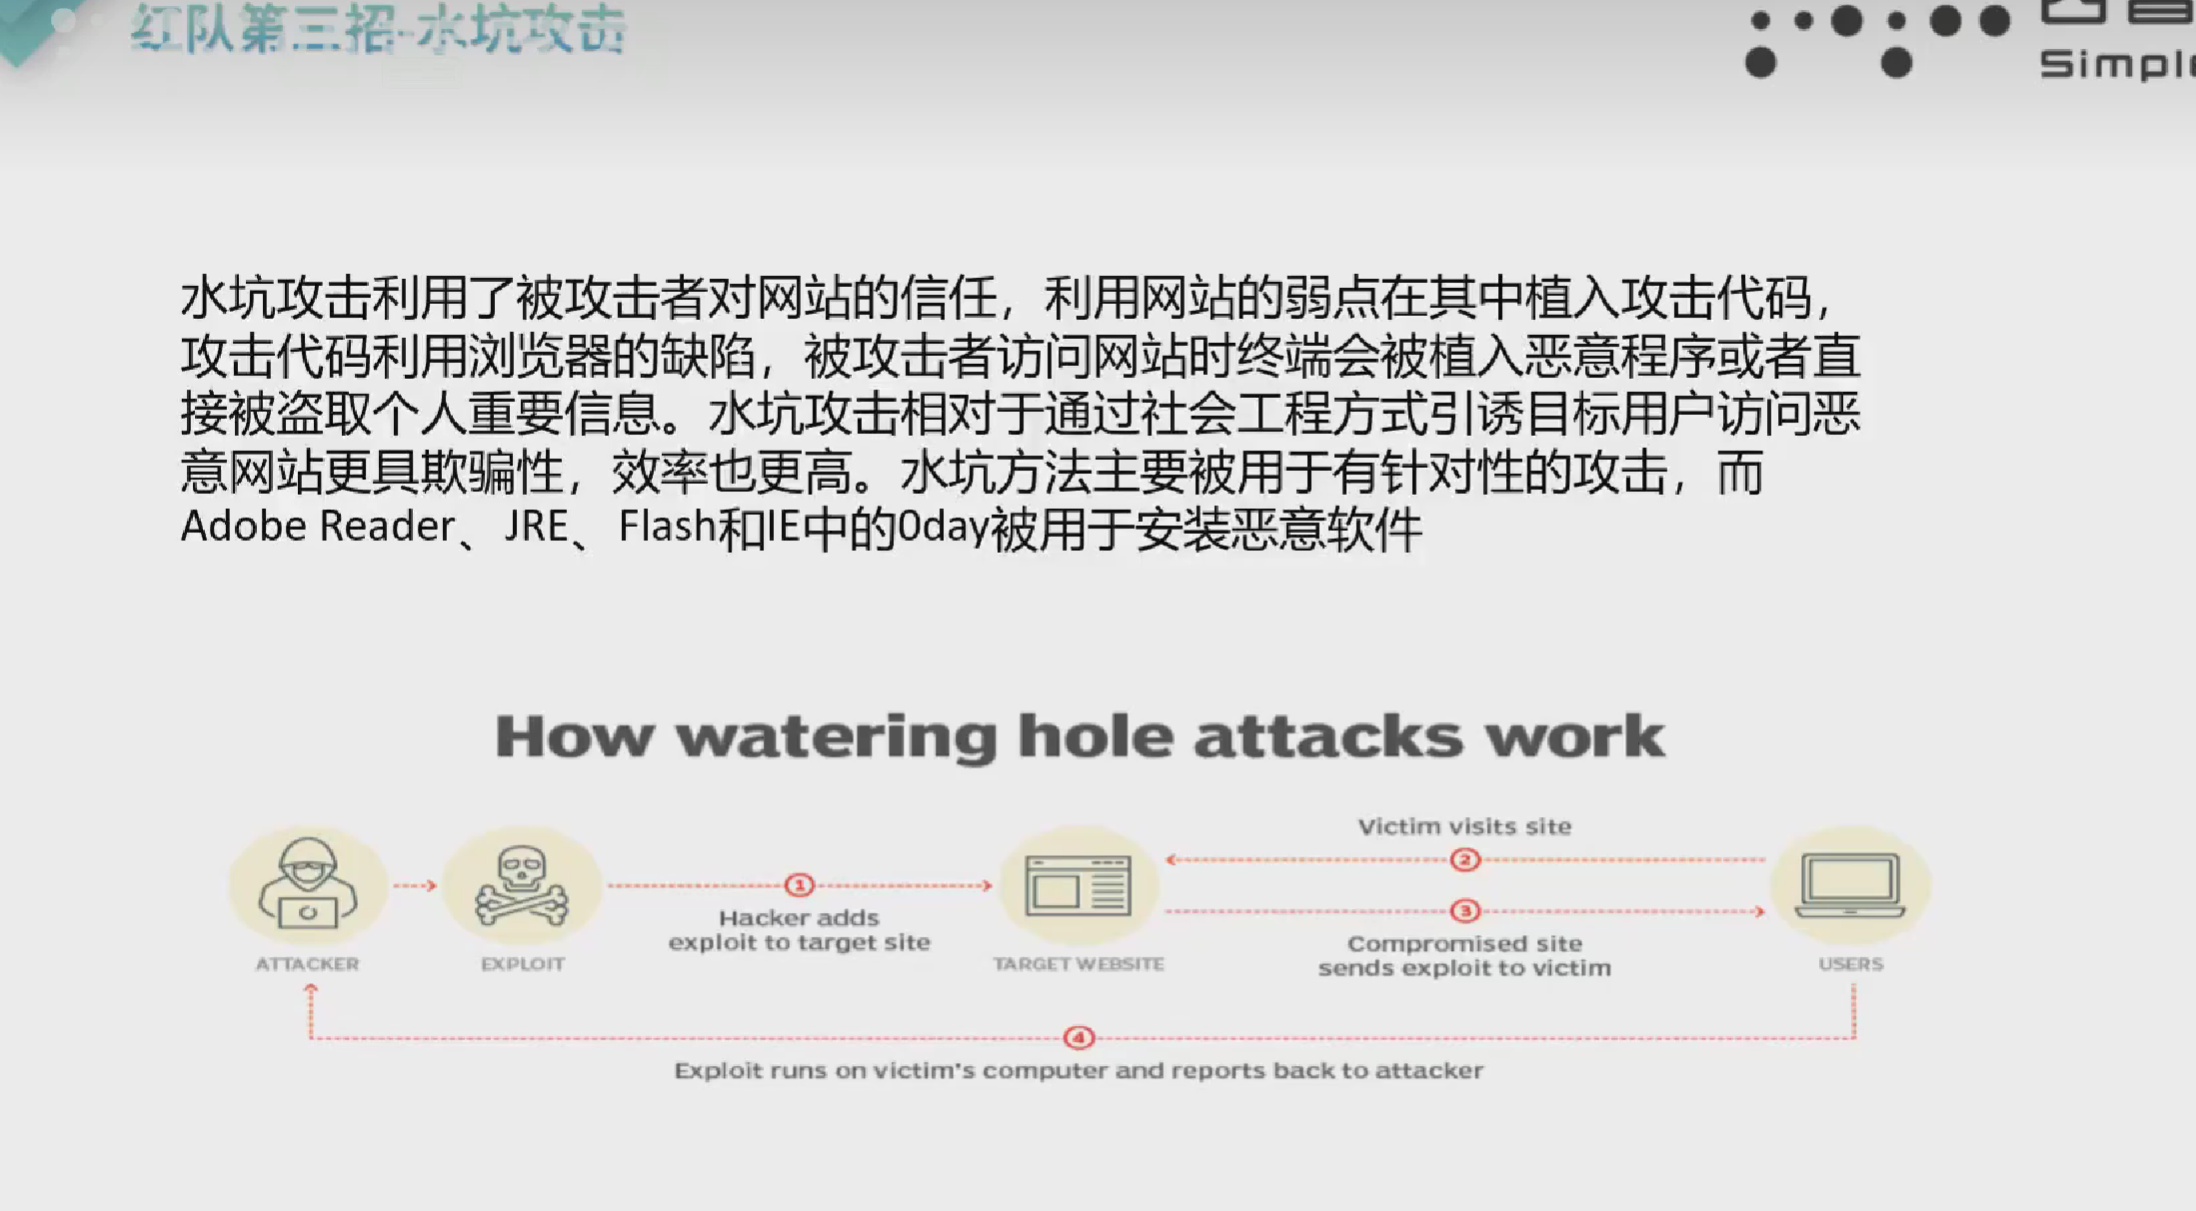 红队第三招·水坑攻击
Simple
水坑攻击利用了被攻击者对网站的信任，利用网站的弱点在其中植入攻击代码，
攻击代码利用浏览器的缺陷，被攻击者访问网站时终端会被植入恶意程序或者直
接被盗取个人重要信息。水坑攻击相对于通过社会工程方式引诱目标用户访问恶
意网站更具欺骗性，效率也更高。水坑方法主要被用于有针对性的攻击，而
Adobe Reader、JRE、Flash和IE中的0day被用于安装恶意软件
How watering hole attacks work
Victim visits site
2
1
Hacker adds
exploit to target site
3
Compromised site
sends exploit to victim
ATTACKER
EXPLOIT
TARGET WEBSITE
USERS
4
Exploit runs on victim's computer and reports back to attacker